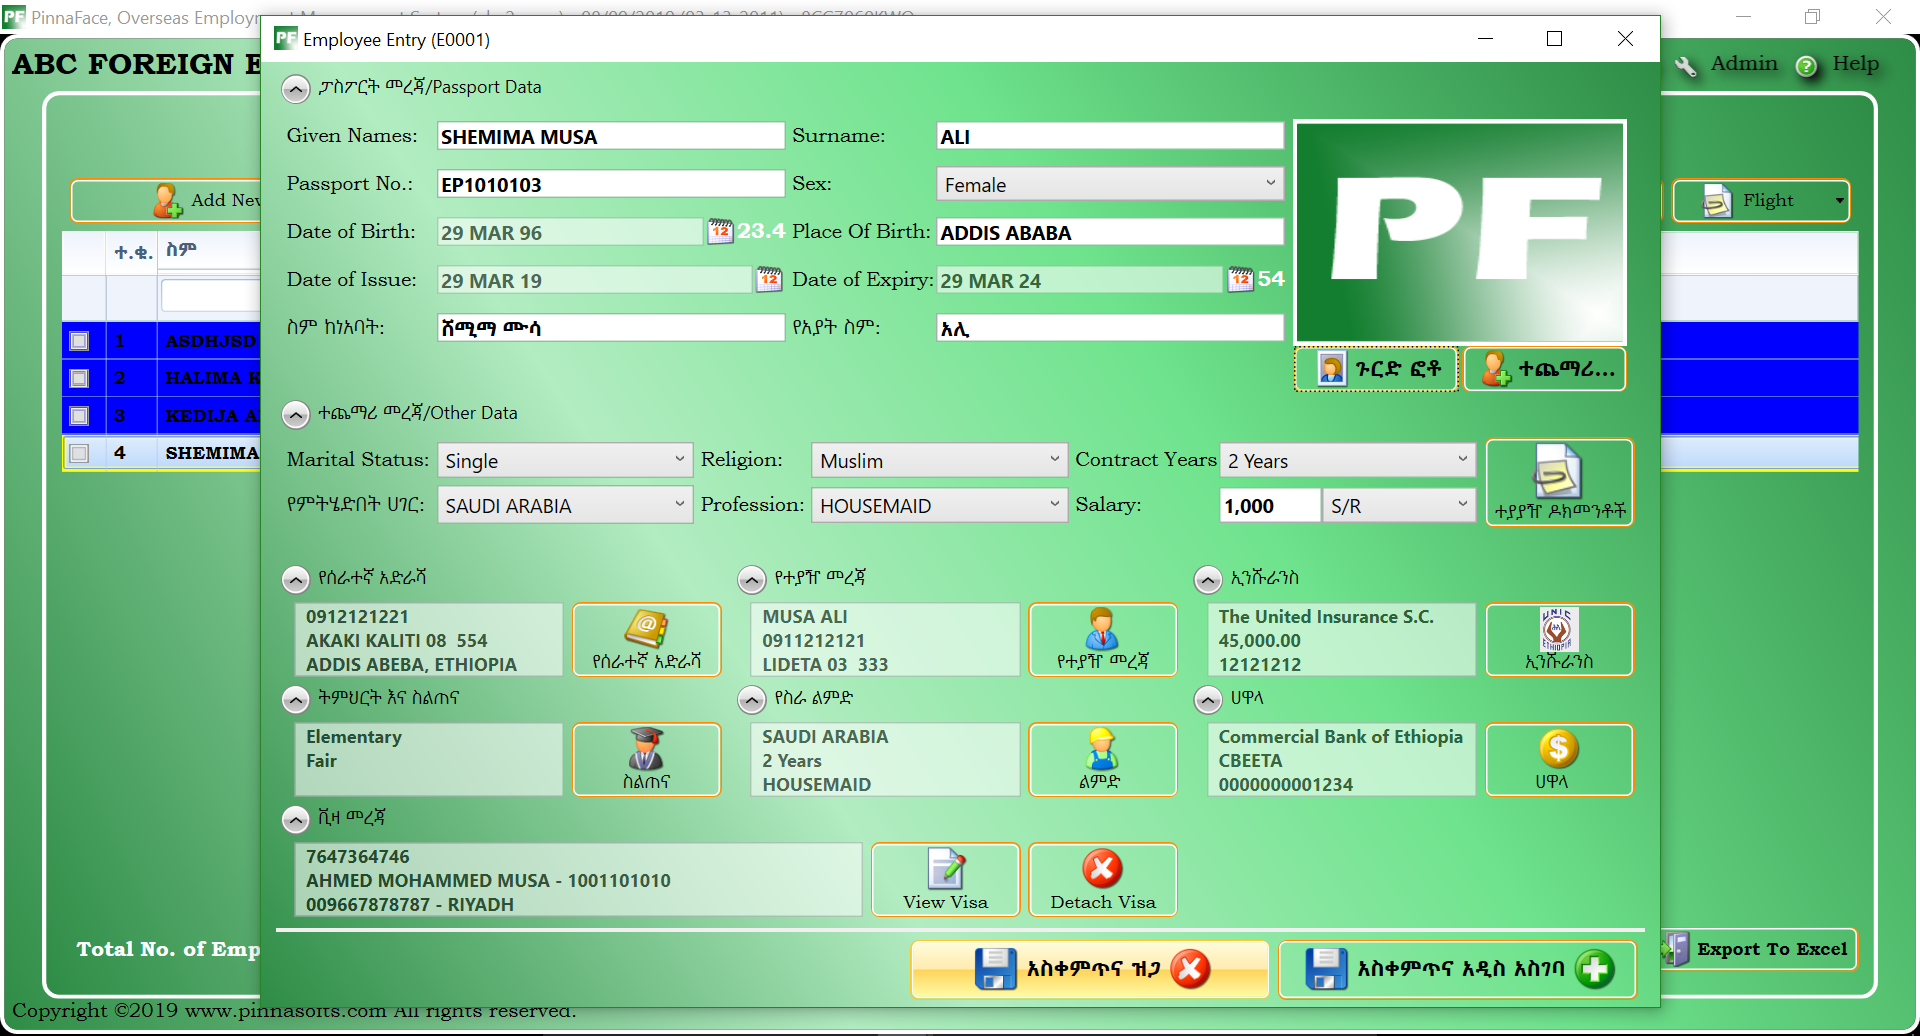 PF PinnaFace, Overseas Employ
PF Employee Entry (E0001)
ABC FOREIGN E
Admin
Help
ፓስፖርት መረጃ/Passport Data
Given Names: SHEMIMA MUSA Surname: ALI
Passport No.: EP1010103 Sex: Female
Date of Birth: 29 MAR 96 12 23.4 Place Of Birth: ADDIS ABABA
Date of Issue: 29 MAR 19 12 Date of Expiry: 29 MAR 24 12 54
ስም ከነአባት: ሸሚማ ሙሳ የአያት ስም: አሊ
PF
ጉርድ ፎቶ
ተጨማሪ...
Add New
Flight
ተ.ቁ. ስም
1 ASDHJSD
2 HALIMA K
3 KEDIJA A
4 SHEMIMA
ተጨማሪ መረጃ/Other Data
Marital Status: Single Religion: Muslim Contract Years 2 Years
የምትሄድበት ሀገር: SAUDI ARABIA Profession: HOUSEMAID Salary: 1,000 S/R
ተያያዥ ዶክመንቶች
የሰራተኛ አድራሻ
0912121221
AKAKI KALITI 08 554
ADDIS ABEBA, ETHIOPIA
የሰራተኛ አድራሻ
የተያዥ መረጃ
MUSA ALI
0911212121
LIDETA 03 333
የተያዥ መረጃ
ኢንሹራንስ
The United Insurance S.C.
45,000.00
12121212
UNIC
ETHIOPIA
ኢንሹራንስ
ትምህርት እና ስልጠና
Elementary
Fair
ስልጠና
የስራ ልምድ
SAUDI ARABIA
2 Years
HOUSEMAID
ልምድ
ሀዋላ
Commercial Bank of Ethiopia
CBEETA
0000000001234
ሀዋላ
ቪዛ መረጃ
7647364746
AHMED MOHAMMED MUSA - 1001101010
009667878787 - RIYADH
View Visa
Detach Visa
Total No. of Emp
አስቀምጥና ዝጋ
አስቀምጥና አዲስ አስገባ
Export To Excel
Copyright ©2019 www.pinnasofts.com All rights reserved.